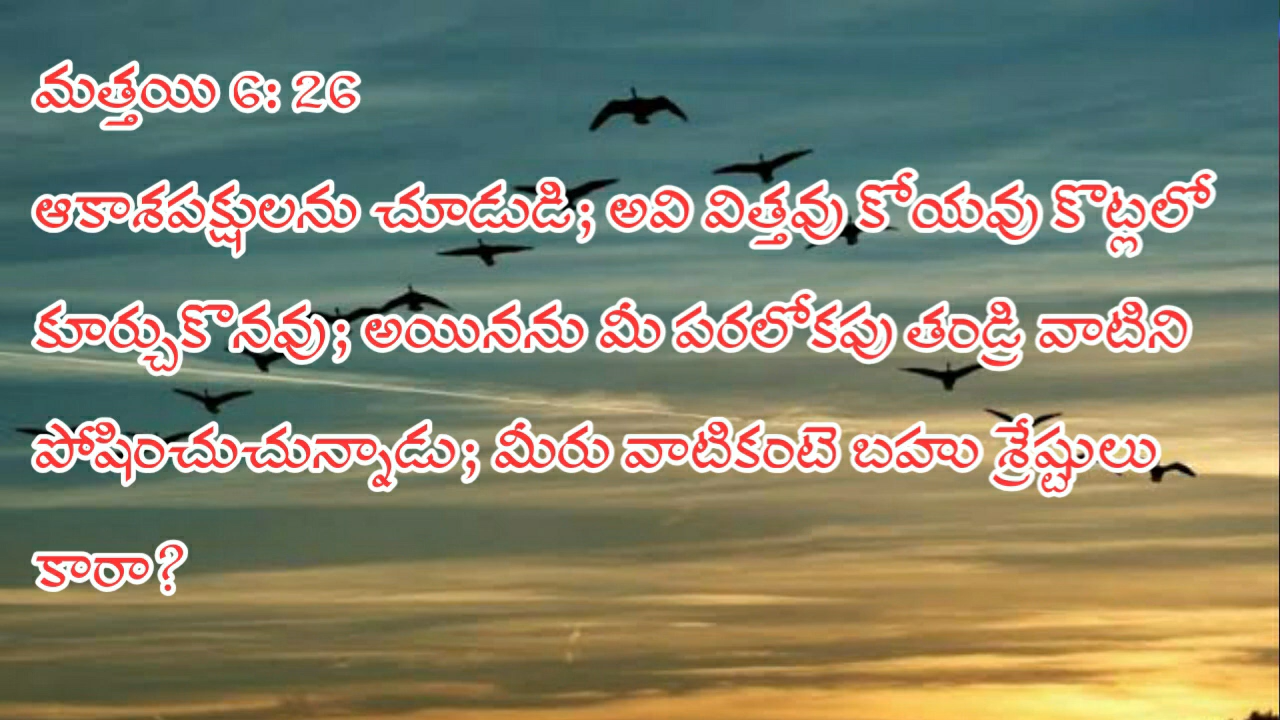 మత్తయి 6: 26
ఆకాశపక్షులను చూడుడి; అవి విత్తవు కోయవు కొట్లలో
కూర్చుకొనవు; అయినను మీ పరలోకపు తండ్రి వాటిని
పోషించుచున్నాడు; మీరు వాటికంటె బహు శ్రేష్టులు
కారా?